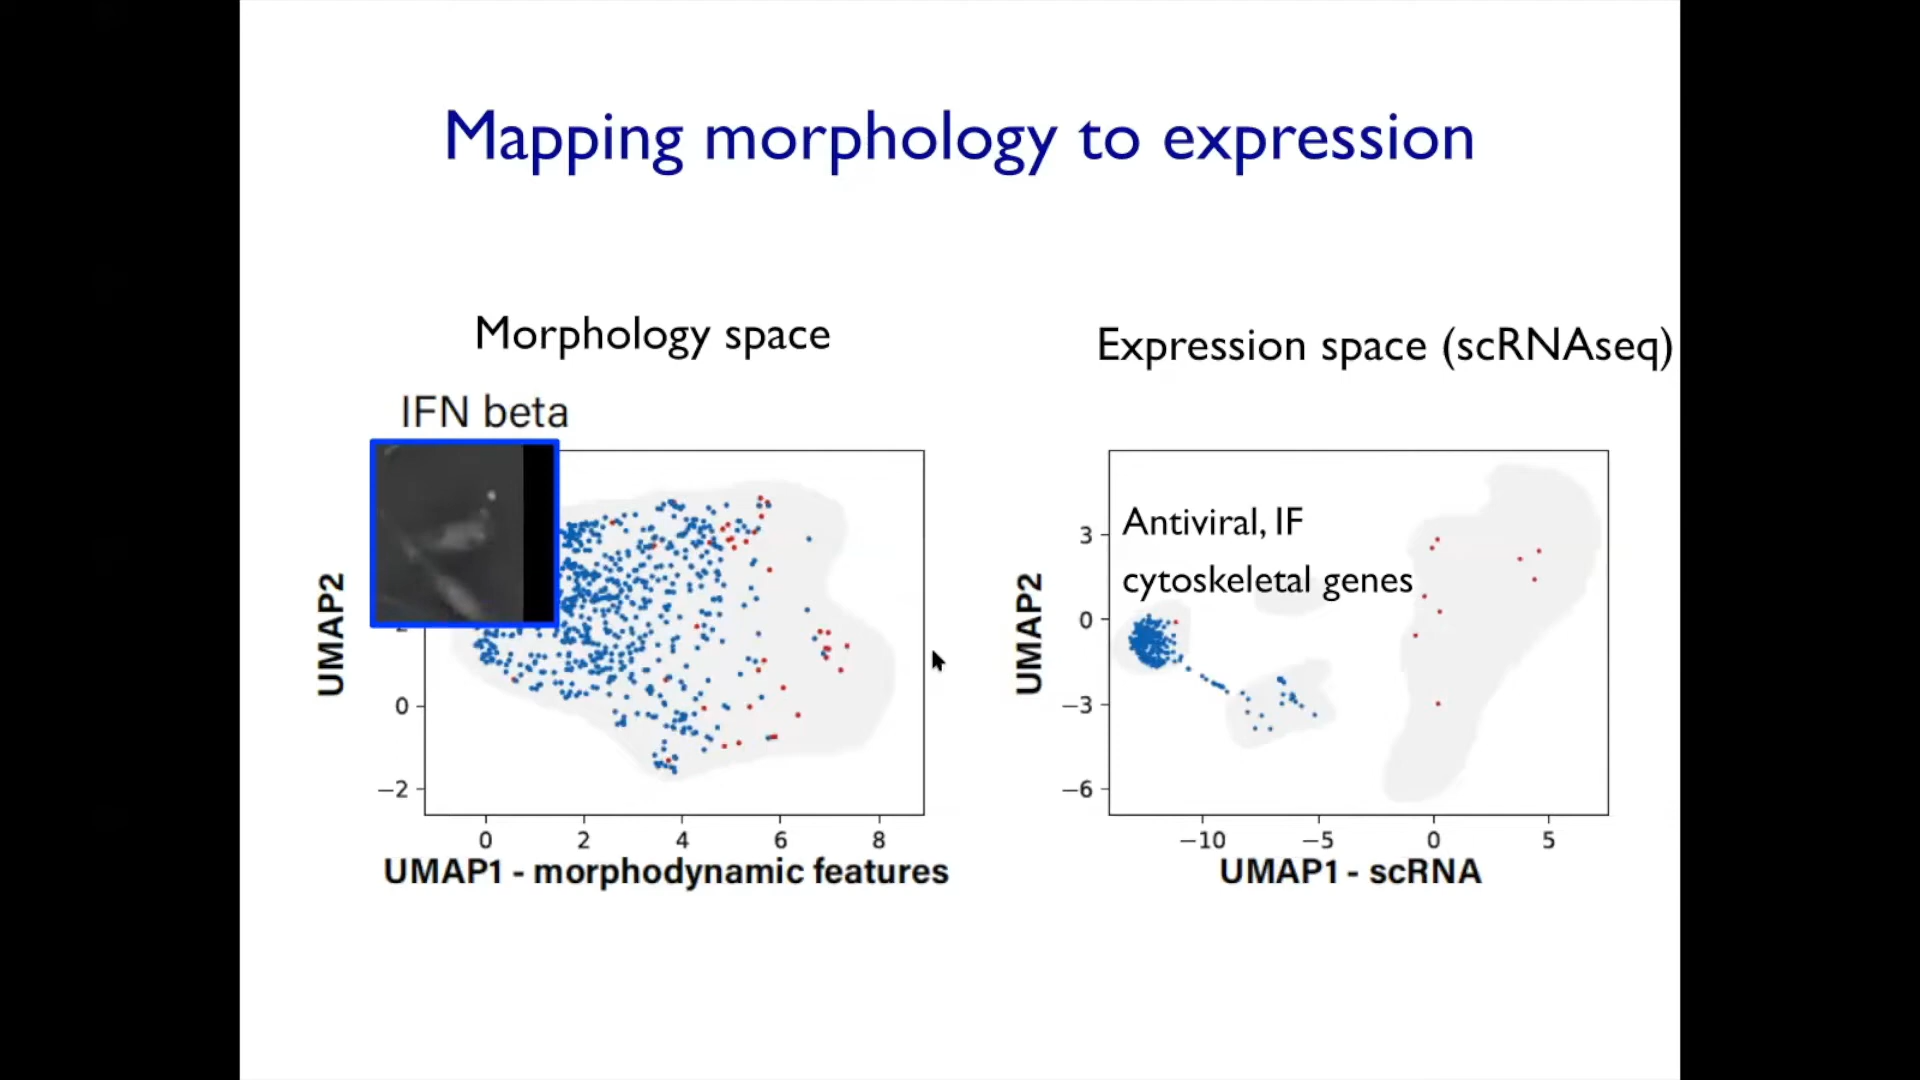 Mapping morphology to expression
Morphology space
Expression space (scRNAseq)
IFN beta
UMAP2
0
−2
0 2 4 6 8
UMAP1 - morphodynamic features
Antiviral, IF
cytoskeletal genes
UMAP2
3
0
−3
−6
−10 −5 0 5
UMAP1 - scRNA